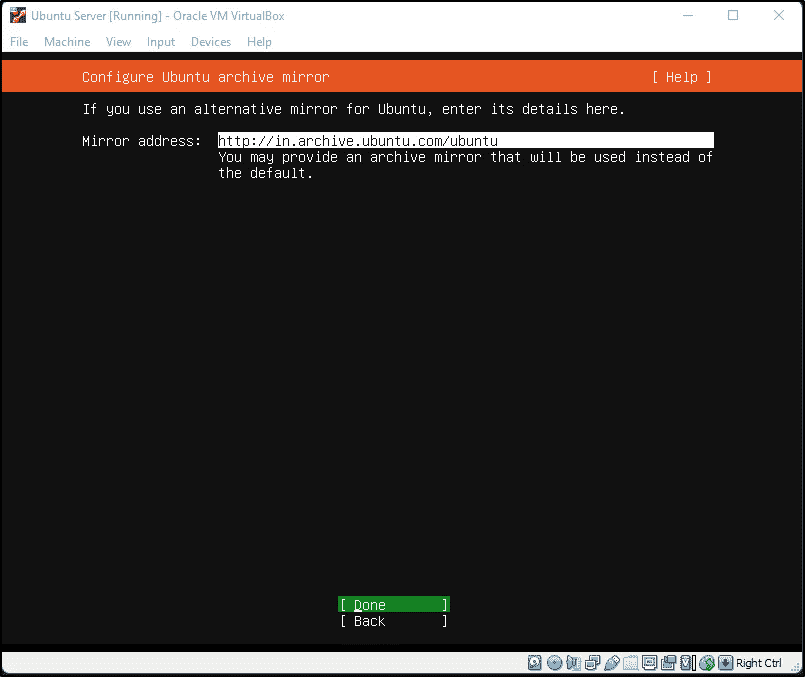 Ubuntu Server [Running] - Oracle VM VirtualBox
File Machine View Input Devices Help
Configure Ubuntu archive mirror [ Help ]
If you use an alternative mirror for Ubuntu, enter its details here.
Mirror address: http://in.archive.ubuntu.com/ubuntu
You may provide an archive mirror that will be used instead of
the default.
[ Done ]
[ Back ]
Right Ctrl